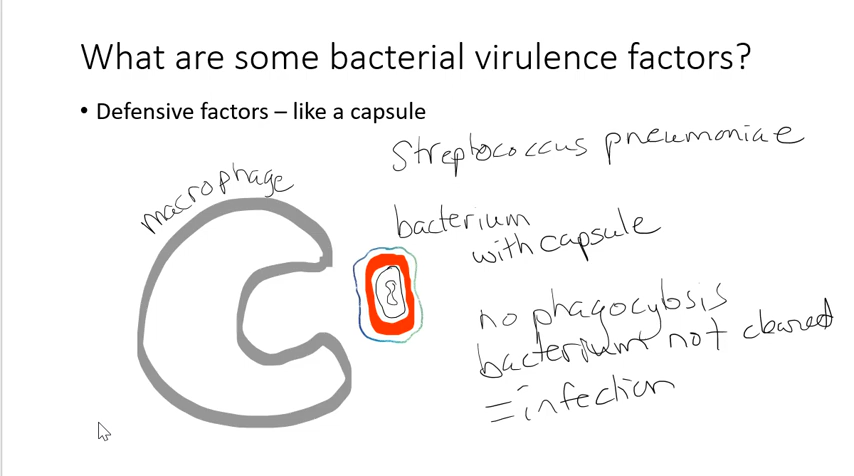 What are some bacterial virulence factors?
• Defensive factors – like a capsule
Streptococcus pneumoniae
macrophage
bacterium
with capsule
no phagocytosis
bacterium not cleared
= infection